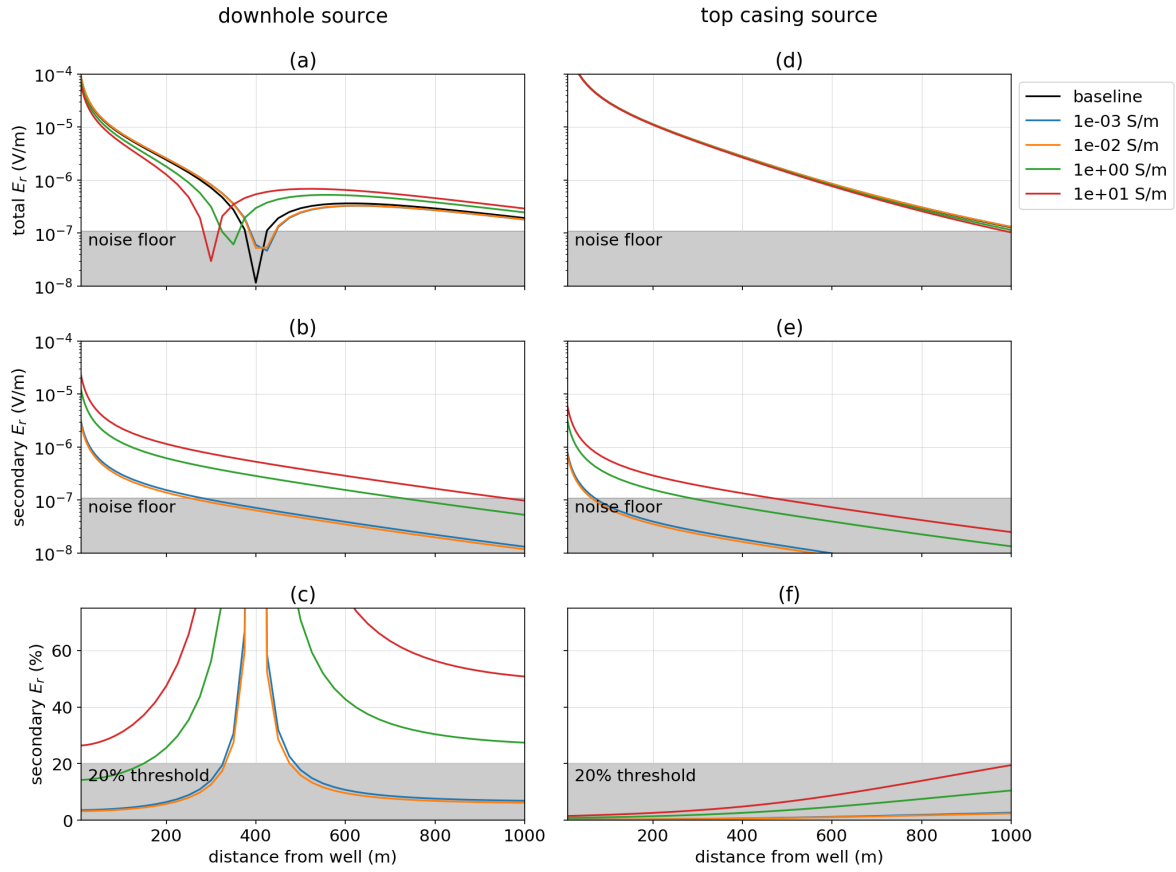 downhole source
top casing source
(a)
10^-4
10^-5
10^-6
10^-7
10^-8
total E_r (V/m)
noise floor
(d)
noise floor
baseline
1e-03 S/m
1e-02 S/m
1e+00 S/m
1e+01 S/m
(b)
10^-4
10^-5
10^-6
10^-7
10^-8
secondary E_r (V/m)
noise floor
(e)
noise floor
(c)
60
40
20
0
secondary E_r (%)
20% threshold
200 400 600 800 1000
distance from well (m)
(f)
20% threshold
200 400 600 800 1000
distance from well (m)